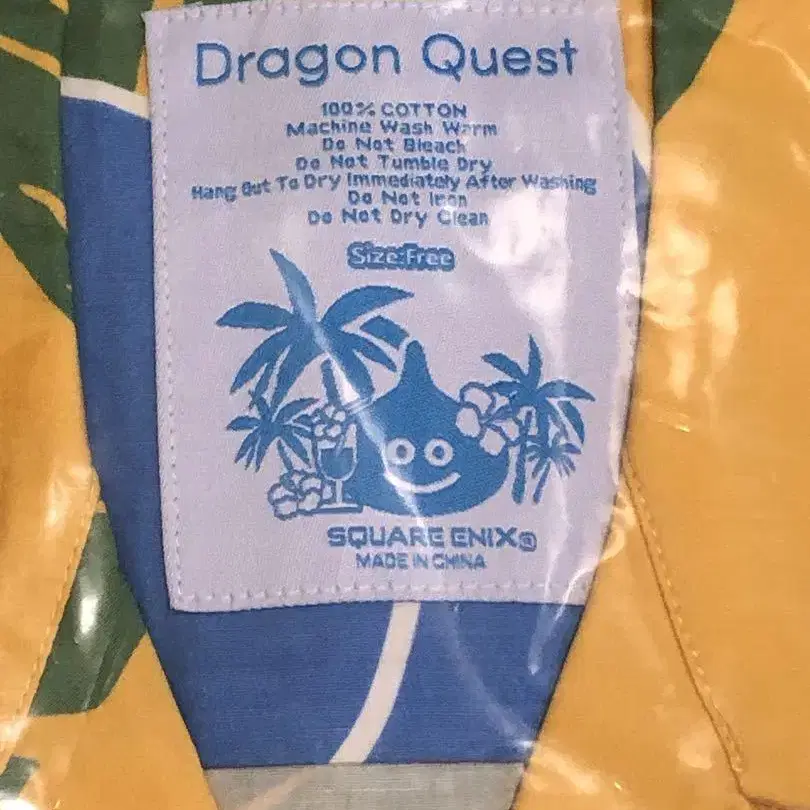 Dragon Quest
100% COTTON
Machine Wash Warm
Do Not Bleach
Do Not Tumble Dry
Hang Out To Dry Immediately After Washing
Do Not Iron
Do Not Dry Clean
Size:Free
SQUARE ENIX®
MADE IN CHINA